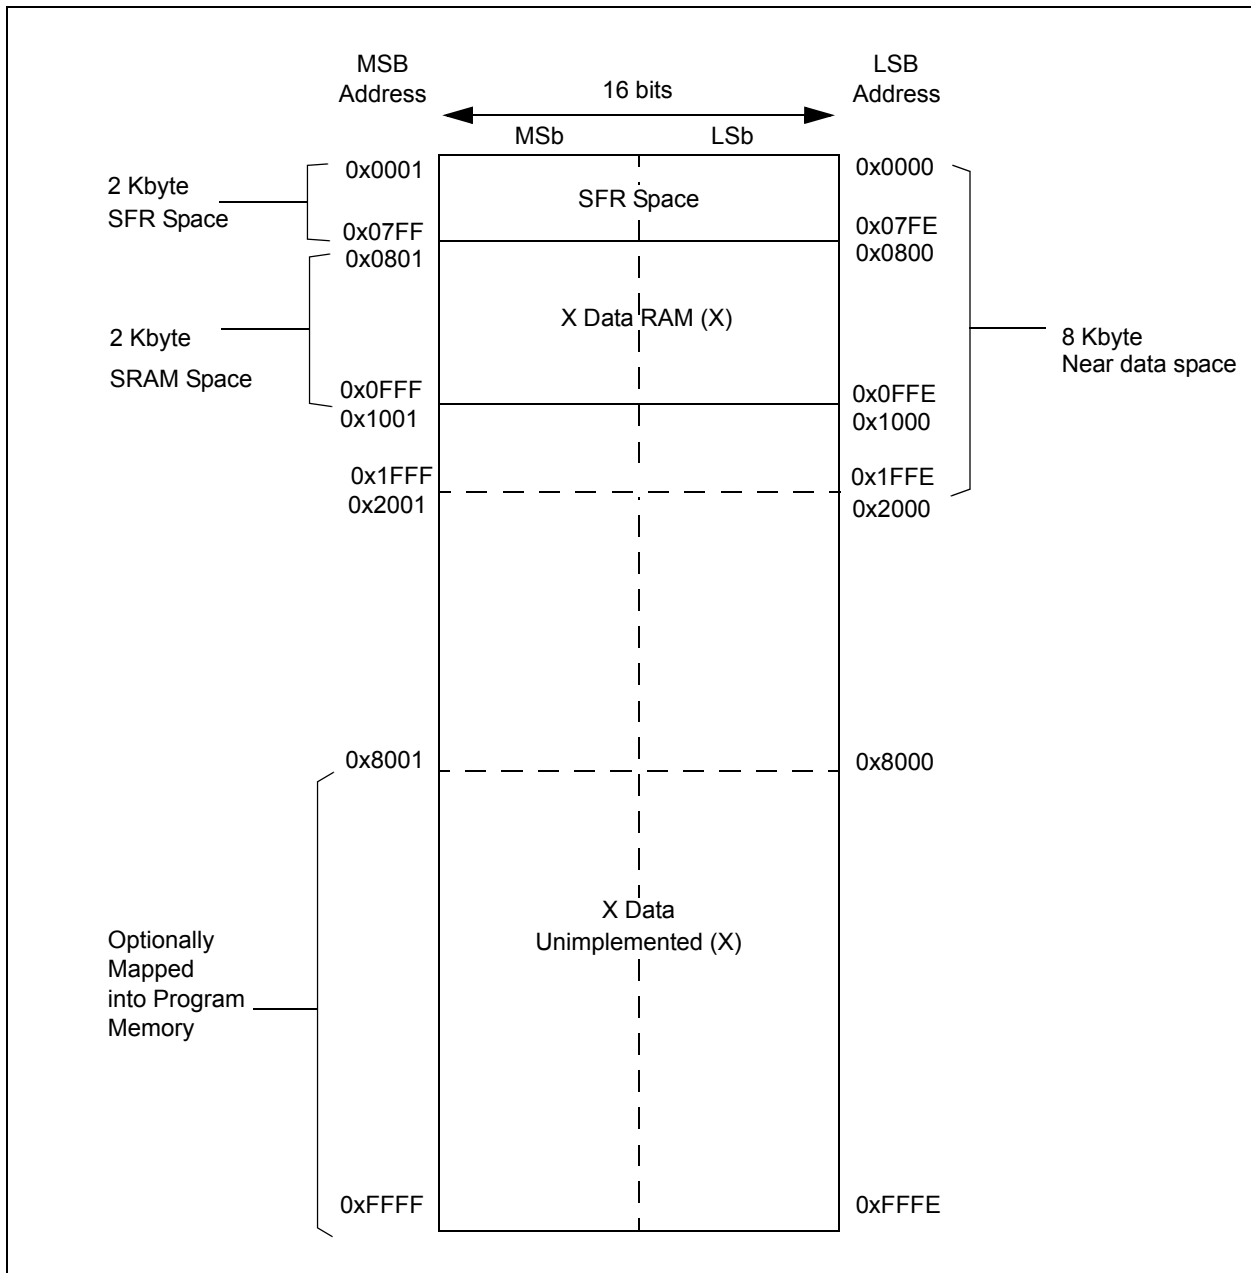 MSB
Address
LSB
Address
16 bits
MSb
LSb
0x0001
0x0000
2 Kbyte
SFR Space
SFR Space
0x07FF
0x07FE
0x0801
0x0800
X Data RAM (X)
2 Kbyte
SRAM Space
8 Kbyte
Near data space
0x0FFF
0x0FFE
0x1001
0x1000
0x1FFF
0x1FFE
0x2001
0x2000
0x8001
0x8000
X Data
Unimplemented (X)
Optionally
Mapped
into Program
Memory
0xFFFF
0xFFFE